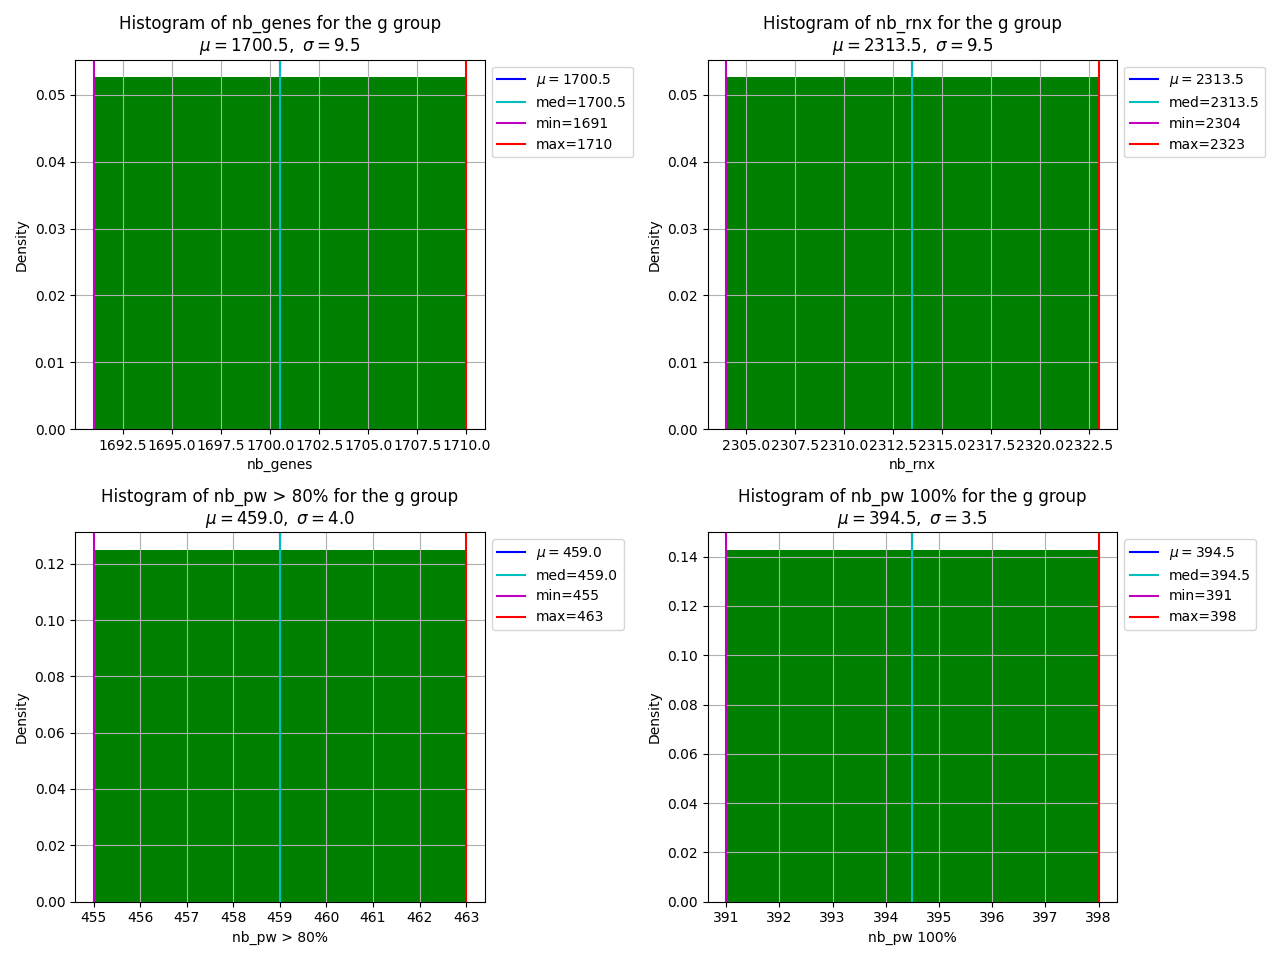 Histogram of nb_genes for the g group
μ = 1700.5, σ = 9.5
μ = 1700.5
med=1700.5
min=1691
max=1710
0.05
0.04
0.03
0.02
0.01
0.00
Density
1692.5 1695.0 1697.5 1700.0 1702.5 1705.0 1707.5 1710.0
nb_genes
Histogram of nb_rnx for the g group
μ = 2313.5, σ = 9.5
μ = 2313.5
med=2313.5
min=2304
max=2323
0.05
0.04
0.03
0.02
0.01
0.00
Density
2305.0 2307.5 2310.0 2312.5 2315.0 2317.5 2320.0 2322.5
nb_rnx
Histogram of nb_pw > 80% for the g group
μ = 459.0, σ = 4.0
μ = 459.0
med=459.0
min=455
max=463
0.12
0.10
0.08
0.06
0.04
0.02
0.00
Density
455 456 457 458 459 460 461 462 463
nb_pw > 80%
Histogram of nb_pw 100% for the g group
μ = 394.5, σ = 3.5
μ = 394.5
med=394.5
min=391
max=398
0.14
0.12
0.10
0.08
0.06
0.04
0.02
0.00
Density
391 392 393 394 395 396 397 398
nb_pw 100%